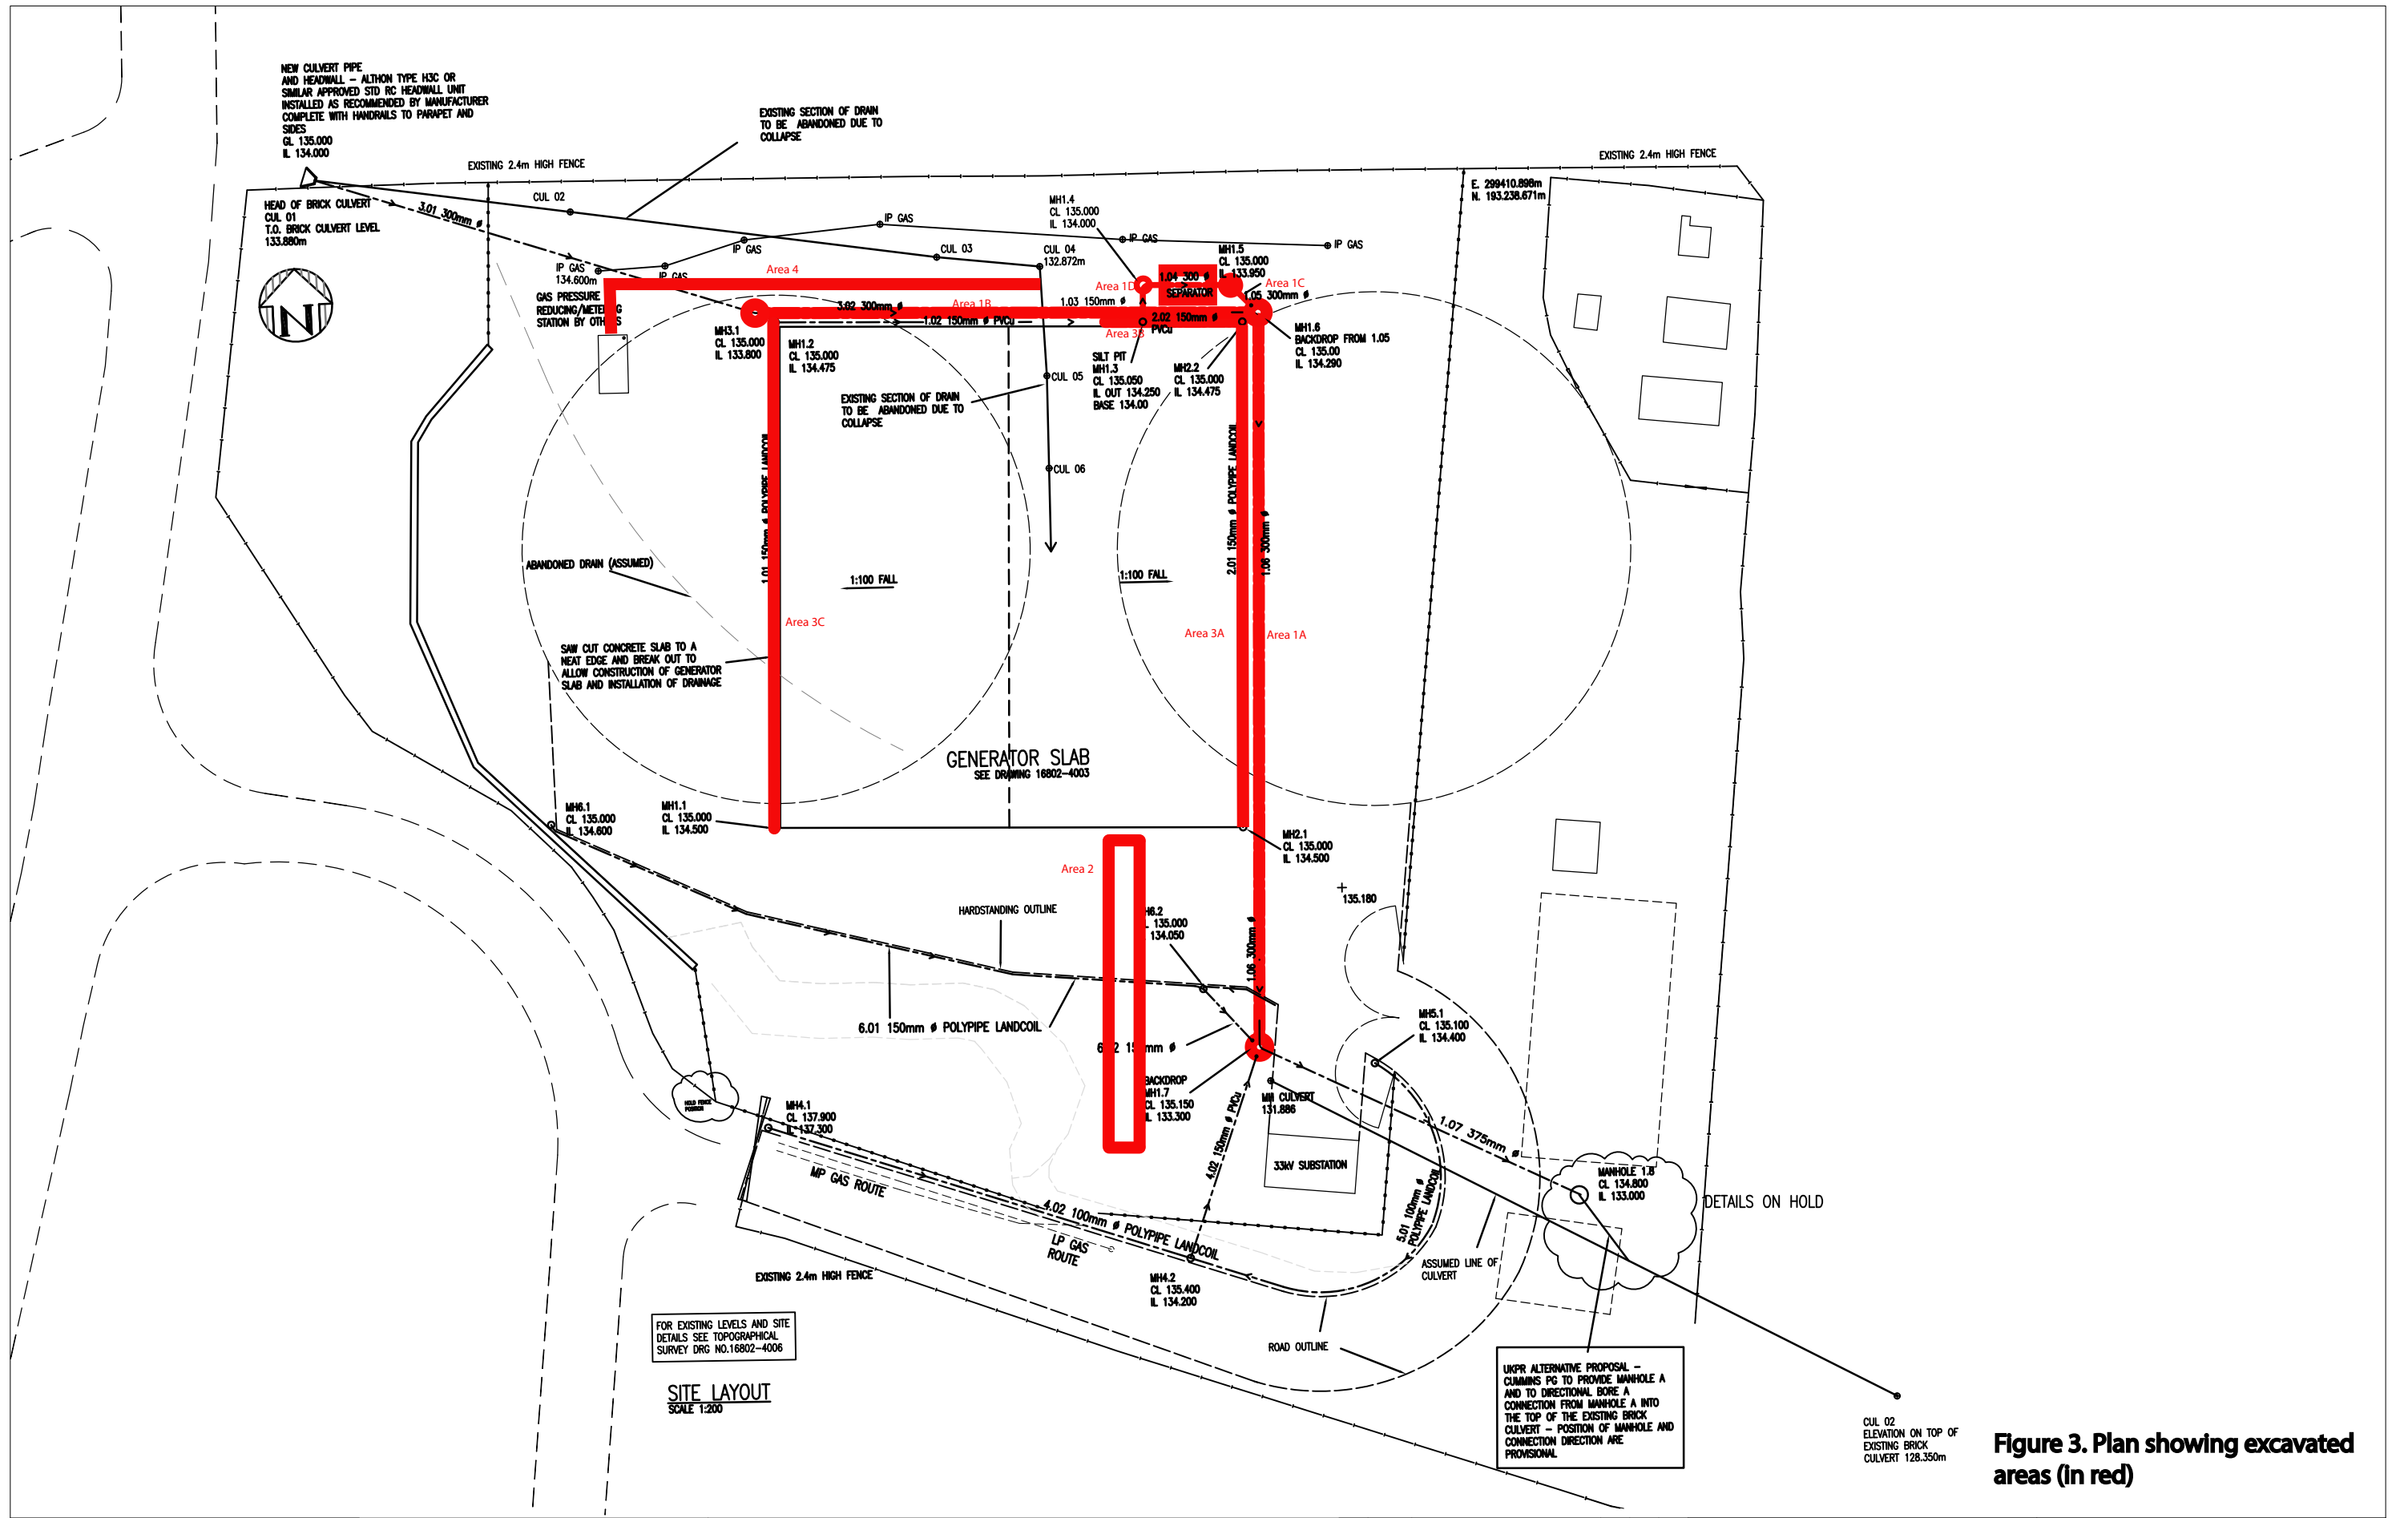 NEW CULVERT PIPE
AND HEADWALL – ALTHON TYPE H3C OR
SIMILAR APPROVED STD RC HEADWALL UNIT
INSTALLED AS RECOMMENDED BY MANUFACTURER
COMPLETE WITH HANDRAILS TO PARAPET AND
SIDES
GL 135.000
IL 134.000
EXISTING SECTION OF DRAIN
TO BE ABANDONED DUE TO
COLLAPSE
EXISTING 2.4m HIGH FENCE
EXISTING 2.4m HIGH FENCE
E. 299410.898m
N. 193.238.671m
HEAD OF BRICK CULVERT
CUL 01
T.O. BRICK CULVERT LEVEL
133.880m
3.01 300mm ø
CUL 02
IP GAS
IP GAS
IP GAS
IP GAS
CUL 03
CUL 04
132.872m
MH1.4
CL 135.000
IL 134.000
MH1.5
CL 135.000
IL 133.950
IP GAS
134.600m
IP GAS
Area 4
GAS PRESSURE
REDUCING/METERING
STATION BY OTHERS
N
Area 1D
1.04 300 ø
SEPARATOR
Area 1C
1.05 300mm ø
3.02 300mm ø
Area 1B
1.03 150mm ø
1.02 150mm ø PVCu
2.02 150mm ø
PVCu
Area 3B
MH3.1
CL 135.000
IL 133.800
MH1.2
CL 135.000
IL 134.475
MH1.6
BACKDROP FROM 1.05
CL 135.00
IL 134.290
SILT PIT
MH1.3
CL 135.050
IL OUT 134.250
BASE 134.00
MH2.2
CL 135.000
IL 134.475
CUL 05
EXISTING SECTION OF DRAIN
TO BE ABANDONED DUE TO
COLLAPSE
CUL 06
1.01 150mm ø POLYPIPE LANDCOIL
2.01 150mm ø POLYPIPE LANDCOIL
1.06 300mm ø
ABANDONED DRAIN (ASSUMED)
1:100 FALL
1:100 FALL
Area 3C
Area 3A
Area 1A
SAW CUT CONCRETE SLAB TO A
NEAT EDGE AND BREAK OUT TO
ALLOW CONSTRUCTION OF GENERATOR
SLAB AND INSTALLATION OF DRAINAGE
GENERATOR SLAB
SEE DRAWING 16802–4003
MH6.1
CL 135.000
IL 134.600
MH1.1
CL 135.000
IL 134.500
MH2.1
CL 135.000
IL 134.500
Area 2
135.180
HARDSTANDING OUTLINE
H6.2
L 135.000
134.050
1.06 300mm ø
6.01 150mm ø POLYPIPE LANDCOIL
MH5.1
CL 135.100
IL 134.400
BACKDROP
MH1.7
CL 135.150
IL 133.300
MH CULVERT
131.886
HOLD FENCE
POSITION
MH4.1
CL 137.900
IL 137.300
4.02 150mm ø PVCu
1.07 375mm ø
MP GAS ROUTE
33kV SUBSTATION
MANHOLE 1.8
CL 134.800
IL 133.000
DETAILS ON HOLD
4.02 100mm ø POLYPIPE LANDCOIL
5.01 100mm ø
POLYPIPE LANDCOIL
LP GAS
ROUTE
EXISTING 2.4m HIGH FENCE
MH4.2
CL 135.400
IL 134.200
ASSUMED LINE OF
CULVERT
FOR EXISTING LEVELS AND SITE
DETAILS SEE TOPOGRAPHICAL
SURVEY DRG NO.16802–4006
ROAD OUTLINE
SITE LAYOUT
SCALE 1:200
UKPR ALTERNATIVE PROPOSAL –
CUMMINS PG TO PROVIDE MANHOLE A
AND TO DIRECTIONAL BORE A
CONNECTION FROM MANHOLE A INTO
THE TOP OF THE EXISTING BRICK
CULVERT – POSITION OF MANHOLE AND
CONNECTION DIRECTION ARE
PROVISIONAL
CUL 02
ELEVATION ON TOP OF
EXISTING BRICK
CULVERT 128.350m
Figure 3. Plan showing excavated
areas (in red)